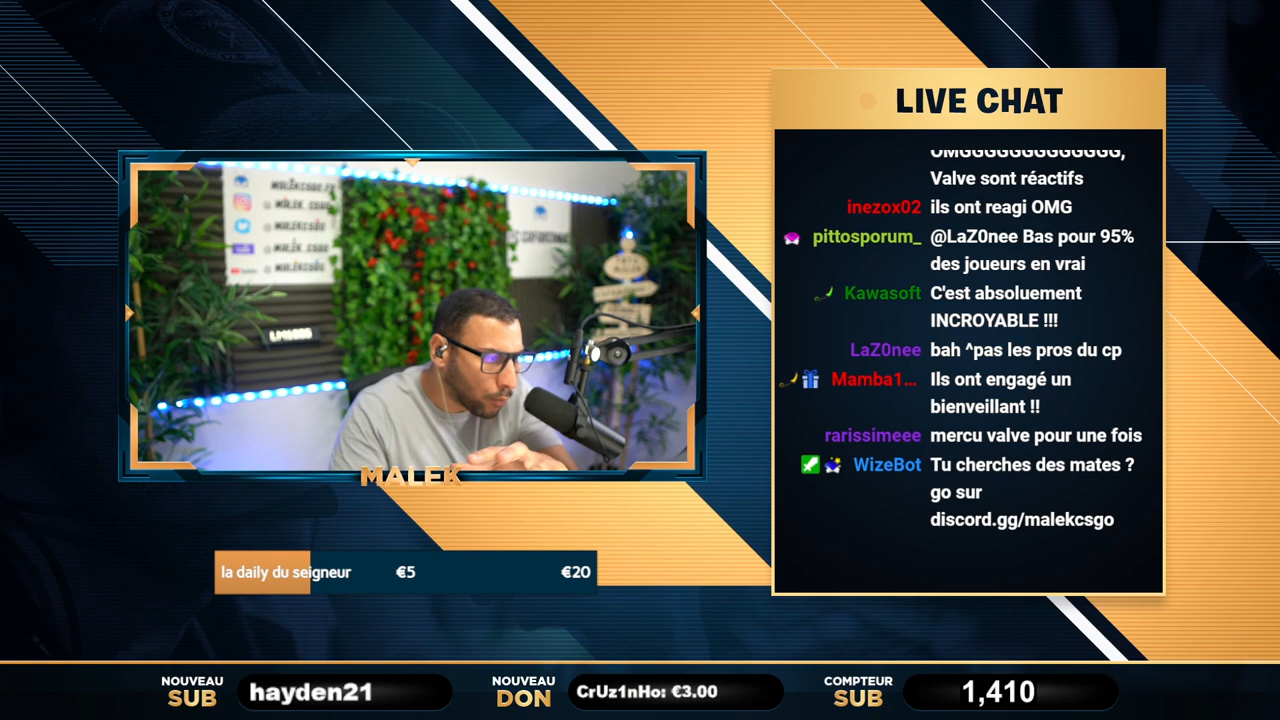 LIVE CHAT
OMGGGGGGGGGGGGG,
Valve sont réactifs
inezox02 ils ont reagi OMG
pittosporum_ @LaZ0nee Bas pour 95%
des joueurs en vrai
Kawasoft C'est absoluement
INCROYABLE !!!
LaZ0nee bah ^pas les pros du cp
Mamba1... Ils ont engagé un
bienveillant !!
rarissimeee mercu valve pour une fois
WizeBot Tu cherches des mates ?
go sur
discord.gg/malekcsgo
MALEK
la daily du seigneur €5 €20
NOUVEAU
SUB
hayden21
NOUVEAU
DON
CrUz1nHo: €3.00
COMPTEUR
SUB
1,410